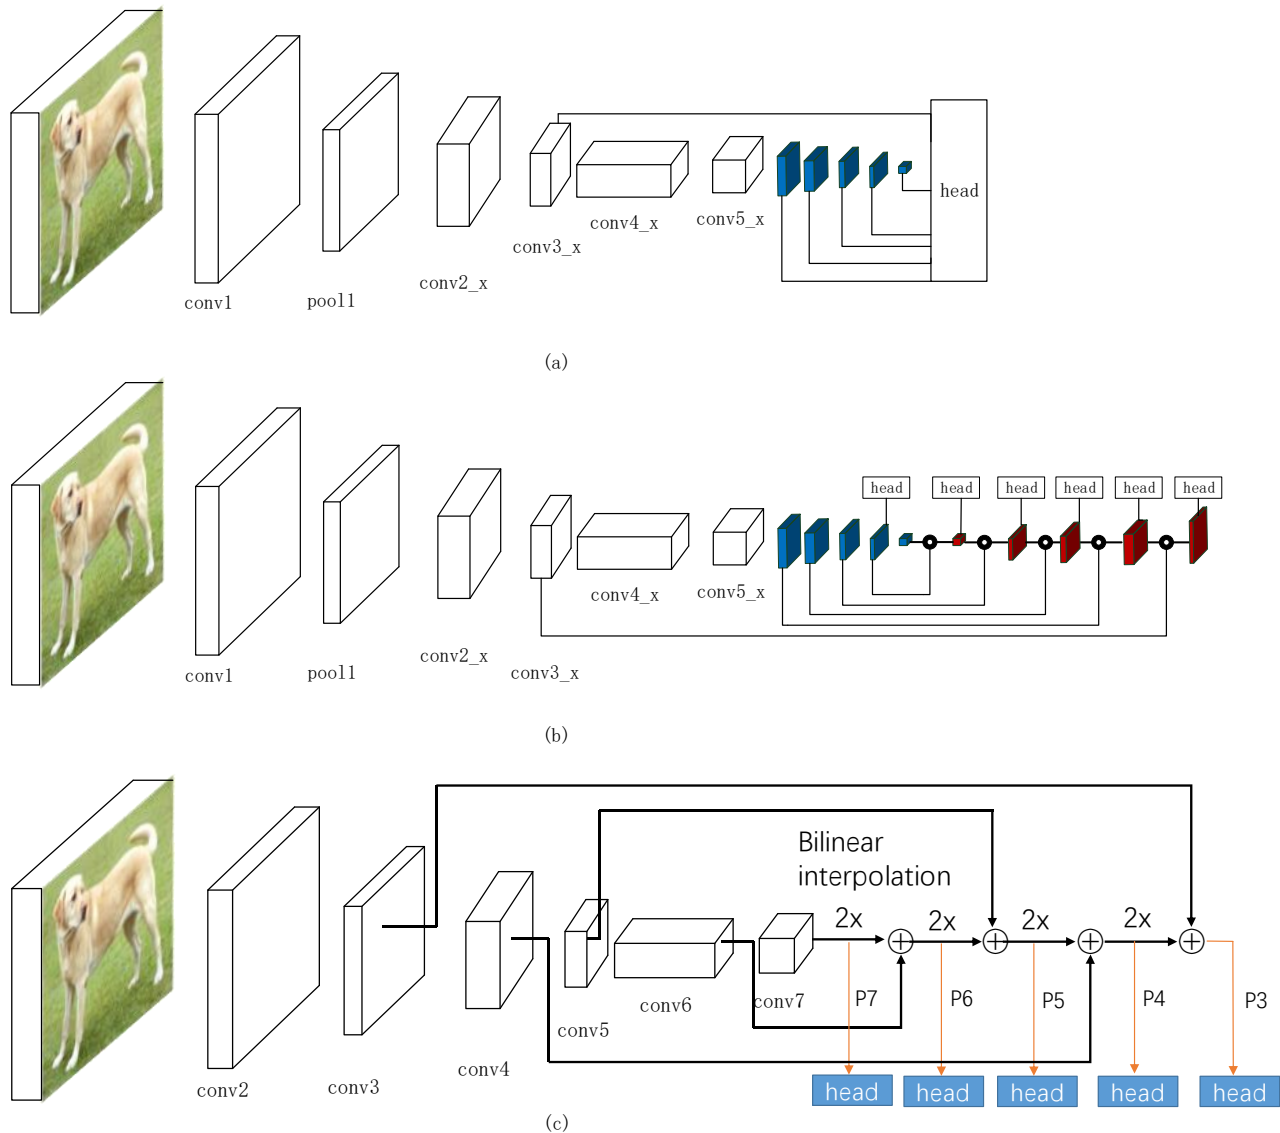 head
conv4_x
conv5_x
conv3_x
conv2_x
conv1
pool1
(a)
head
head
head
head
head
head
conv4_x
conv5_x
conv2_x
conv1
pool1
conv3_x
(b)
Bilinear
interpolation
2x
2x
2x
2x
P7
P6
P5
P4
P3
conv6
conv7
conv5
conv4
conv3
conv2
head
head
head
head
head
(c)